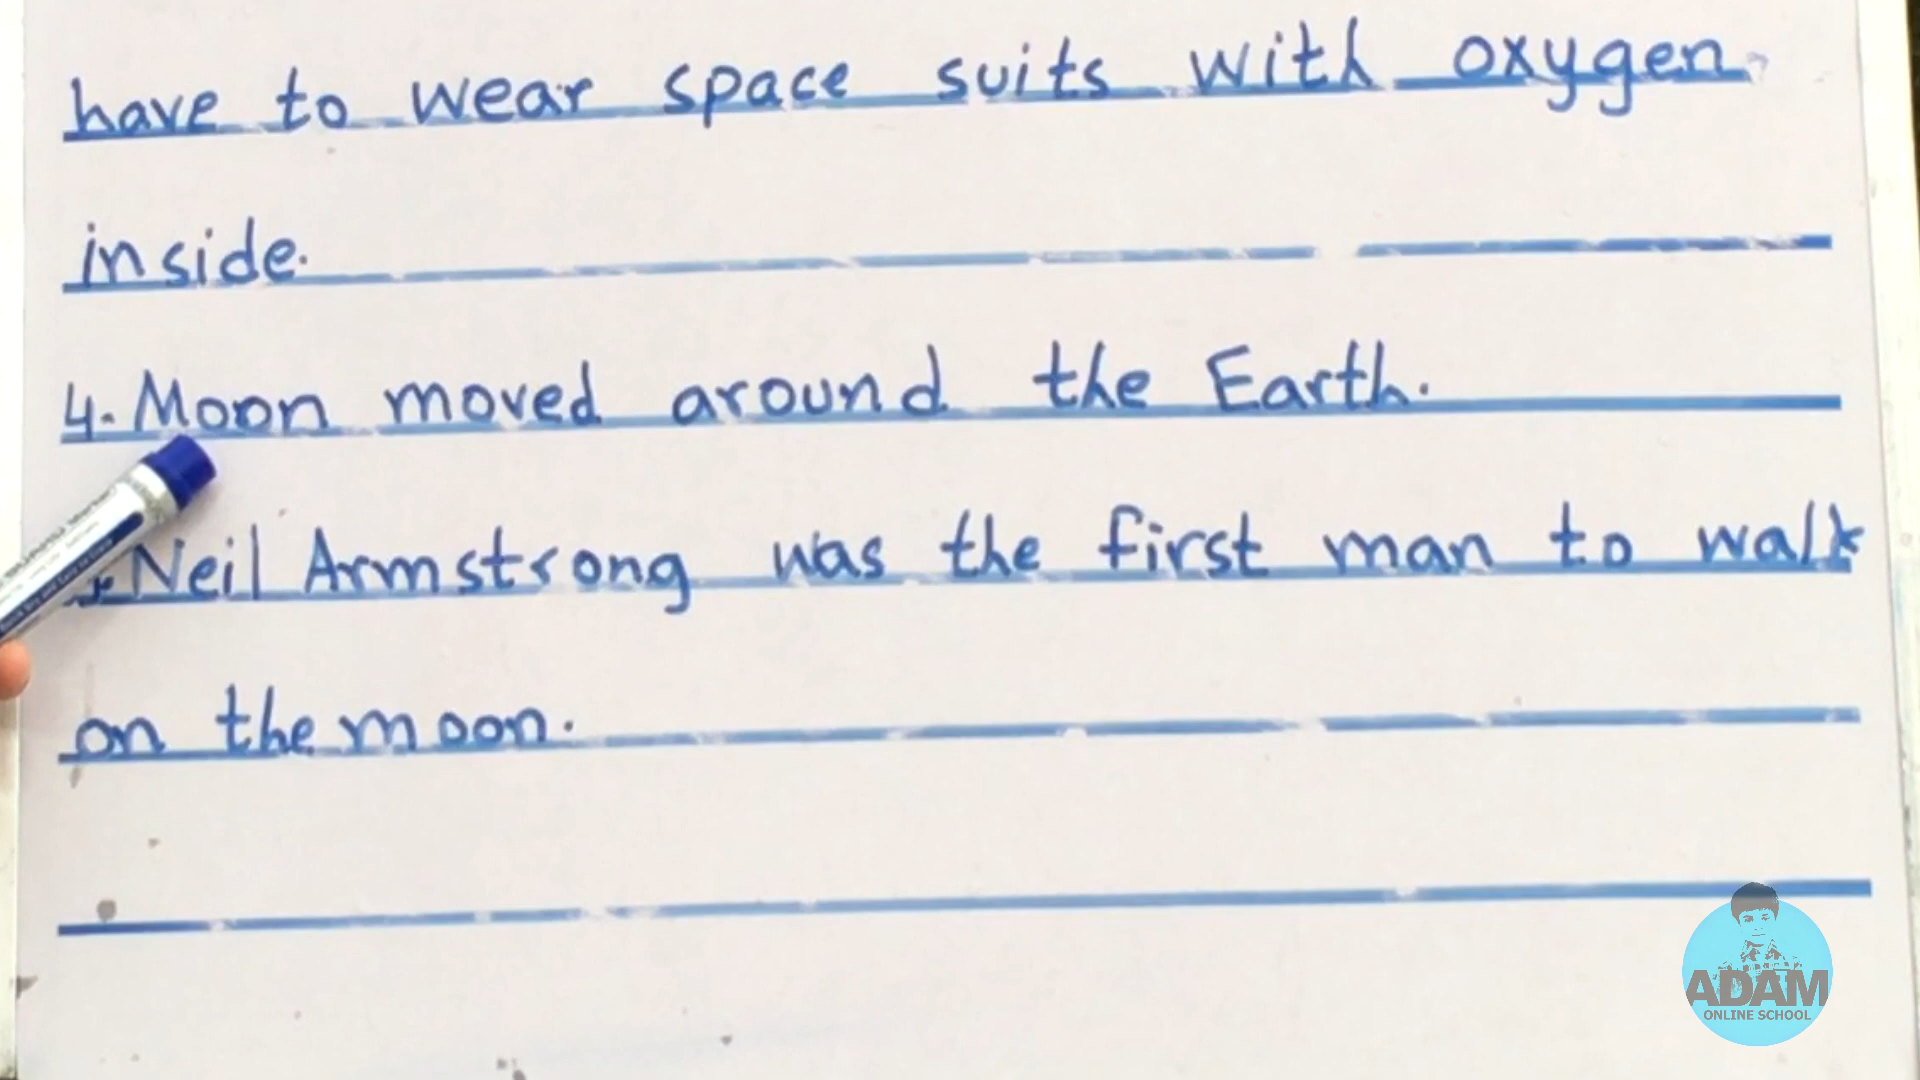 have to wear space suits with oxygen
inside.
4. Moon moved around the Earth.
Neil Armstrong was the first man to walk
on the moon.
ADAM
ONLINE SCHOOL